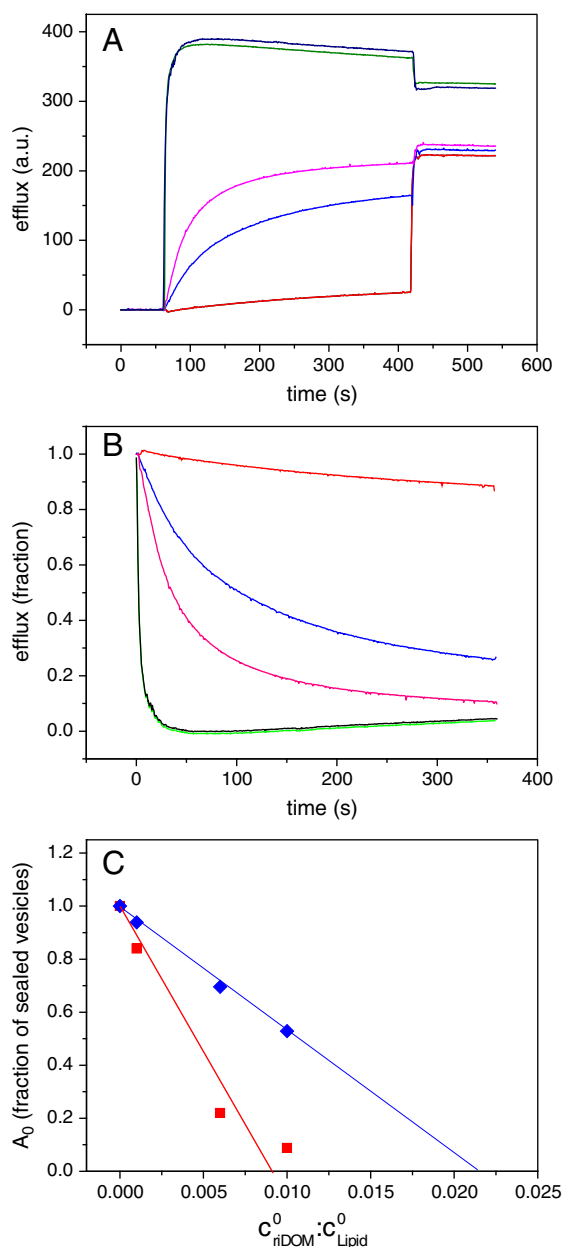 A
efflux (a.u.)
400
300
200
100
0
0 100 200 300 400 500 600
time (s)
B
efflux (fraction)
1.0
0.8
0.6
0.4
0.2
0.0
0 100 200 300 400
time (s)
C
A0 (fraction of sealed vesicles)
1.2
1.0
0.8
0.6
0.4
0.2
0.0
0.000 0.005 0.010 0.015 0.020 0.025
c⁰riDOM:c⁰Lipid